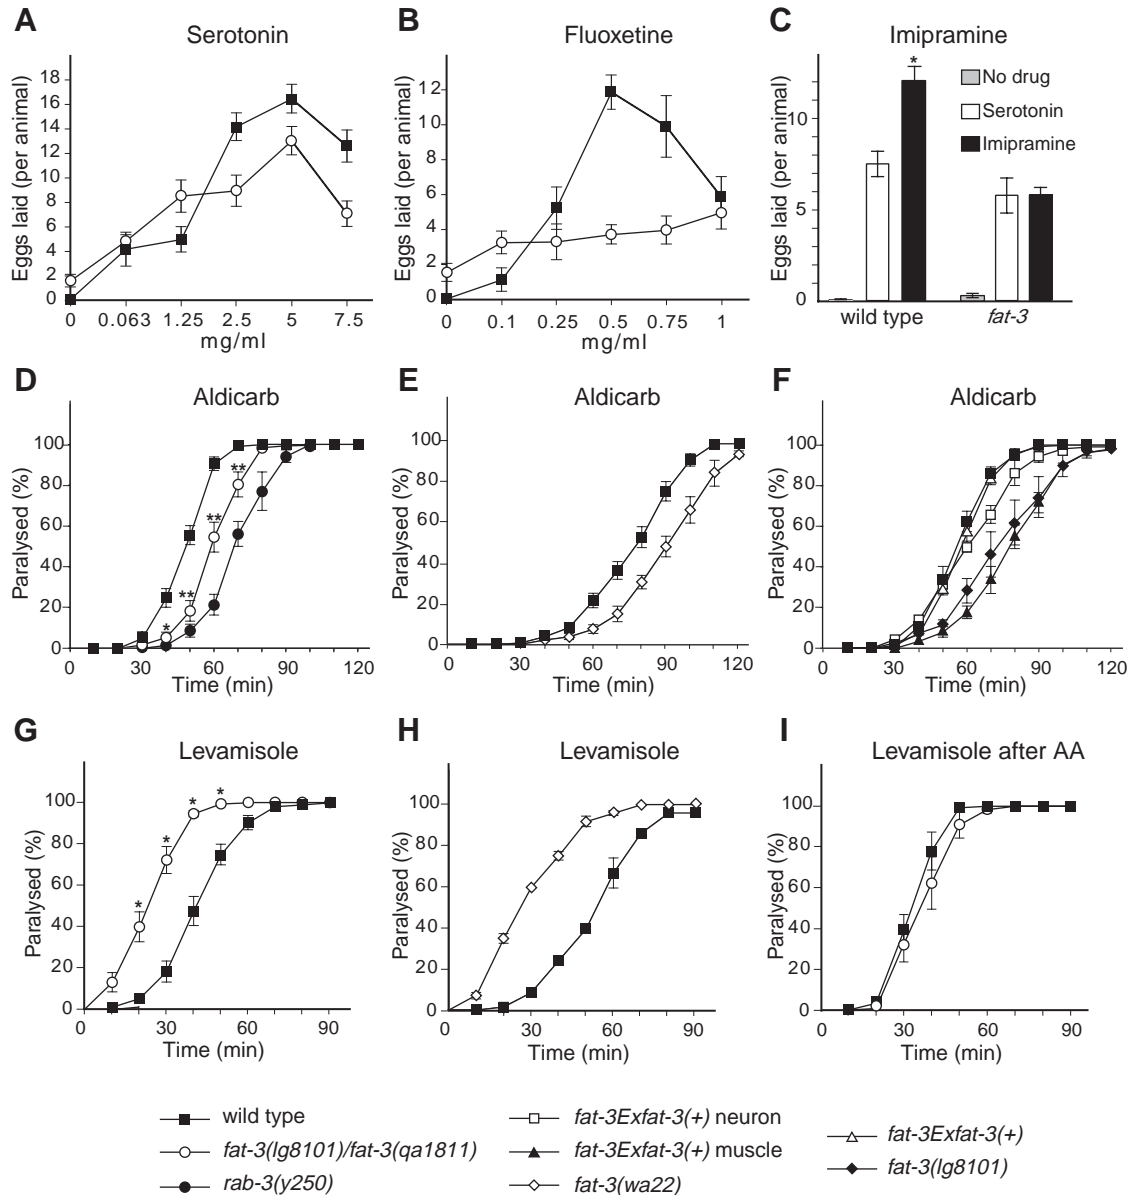 A
Serotonin
Eggs laid (per animal)
18
16
14
12
10
8
6
4
2
0
0 0.063 1.25 2.5 5 7.5
mg/ml
B
Fluoxetine
Eggs laid (per animal)
12
10
8
6
4
2
0
0 0.1 0.25 0.5 0.75 1
mg/ml
C
Imipramine
Eggs laid (per animal)
10
5
0
*
No drug
Serotonin
Imipramine
wild type fat-3
D
Aldicarb
Paralysed (%)
100
80
60
40
20
0
* ** ** **
0 30 60 90 120
Time (min)
E
Aldicarb
Paralysed (%)
100
80
60
40
20
0
0 30 60 90 120
Time (min)
F
Aldicarb
Paralysed (%)
100
80
60
40
20
0
0 30 60 90 120
Time (min)
G
Levamisole
Paralysed (%)
100
80
60
40
20
0
* * * *
0 30 60 90
Time (min)
H
Levamisole
Paralysed (%)
100
80
60
40
20
0
0 30 60 90
Time (min)
I
Levamisole after AA
Paralysed (%)
100
80
60
40
20
0
0 30 60 90
Time (min)
wild type
fat-3(lg8101)/fat-3(qa1811)
rab-3(y250)
fat-3Exfat-3(+) neuron
fat-3Exfat-3(+) muscle
fat-3(wa22)
fat-3Exfat-3(+)
fat-3(lg8101)